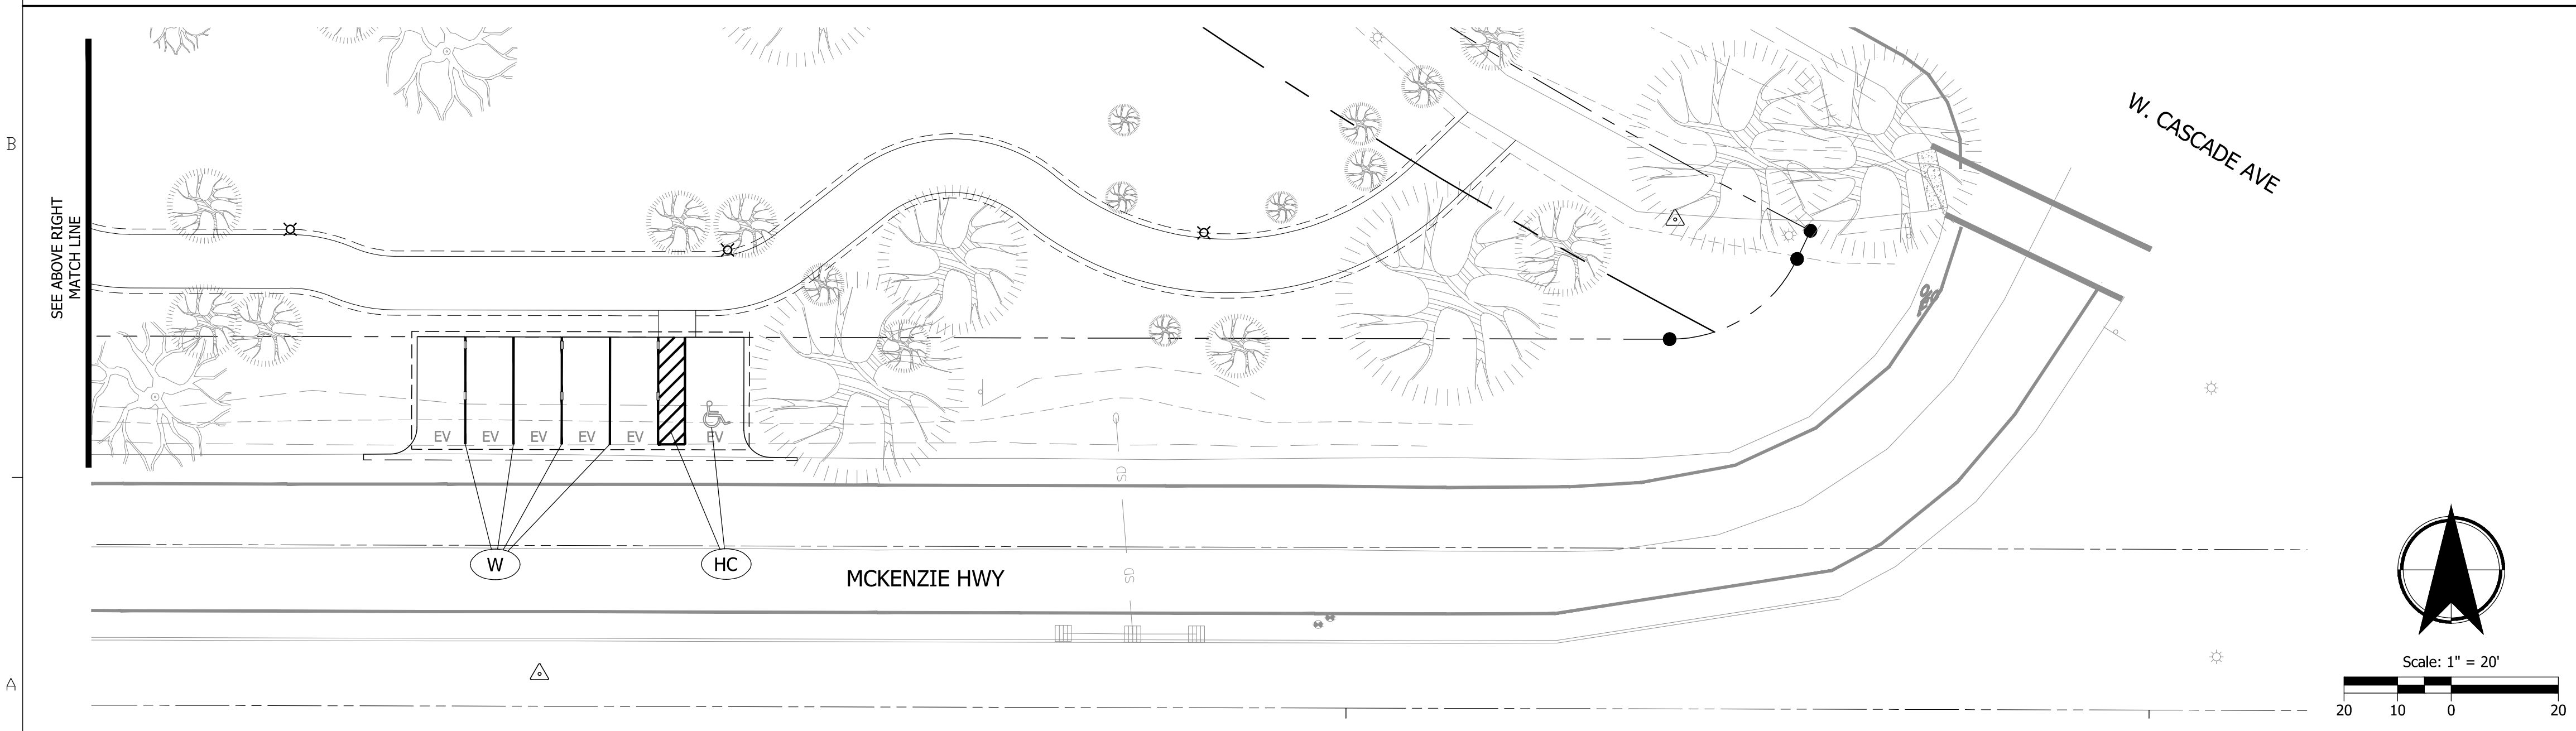 B
W. CASCADE AVE
SEE ABOVE RIGHT
MATCH LINE
EV
EV
EV
EV
EV
EV
SD
W
HC
MCKENZIE HWY
SD
A
Scale: 1" = 20'
20
10
0
20